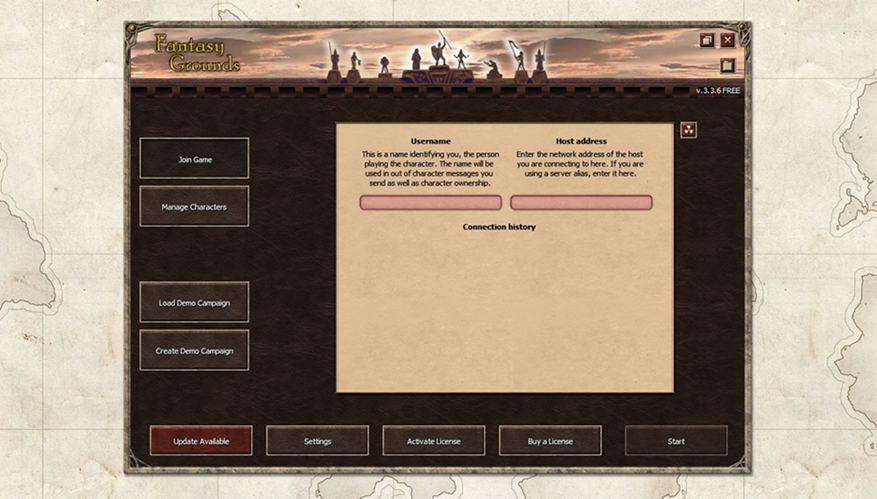 Fantasy
Grounds
v.3.3.6 FREE
Join Game
Manage Characters
Load Demo Campaign
Create Demo Campaign
Username
This is a name identifying you, the person
playing the character. The name will be
used in out of character messages you
send as well as character ownership.
Host address
Enter the network address of the host
you are connecting to here. If you are
using a server alias, enter it here.
Connection history
Update Available
Settings
Activate License
Buy a License
Start